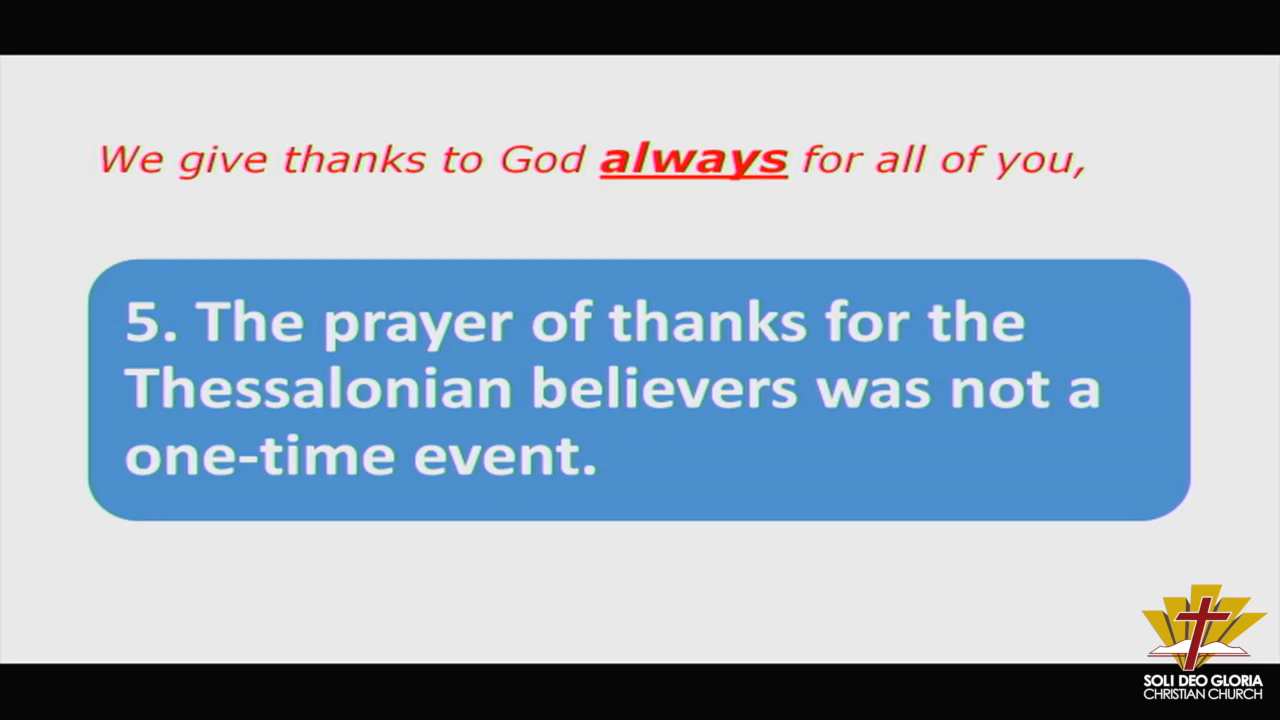 We give thanks to God always for all of you,
5. The prayer of thanks for the
Thessalonian believers was not a
one-time event.
SOLI DEO GLORIA
CHRISTIAN CHURCH